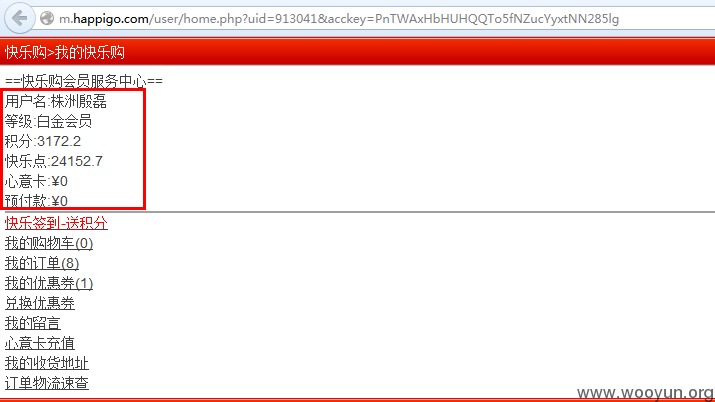 m.happigo.com/user/home.php?uid=913041&acckey=PnTWAxHbHUHQQTo5fNZucYyxtNN285lg
快乐购>我的快乐购
==快乐购会员服务中心==
用户名:株洲殷磊
等级:白金会员
积分:3172.2
快乐点:24152.7
心意卡:¥0
预付款:¥0
快乐签到-送积分
我的购物车(0)
我的订单(8)
我的优惠券(1)
兑换优惠券
我的留言
心意卡充值
我的收货地址
订单物流速查
www.wooyun.org